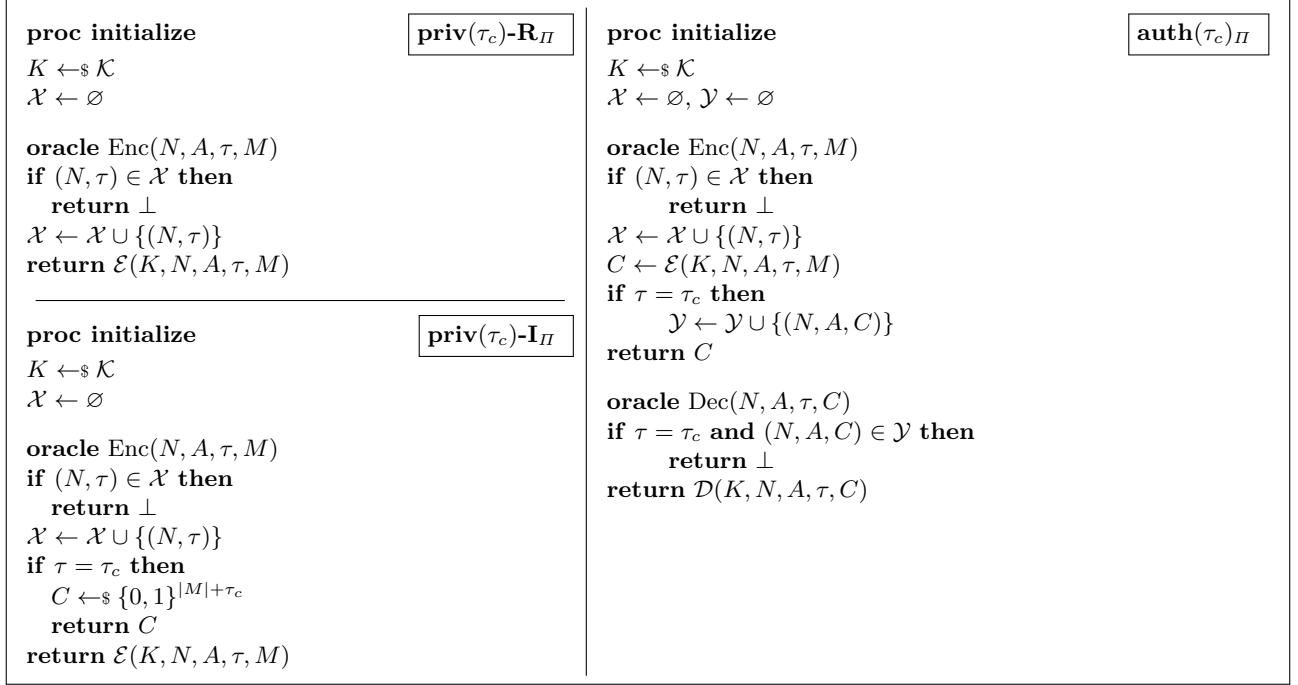 proc initialize
priv(τ_c)-R_Π
K ←$ 𝒦
𝒳 ← ∅
oracle Enc(N, A, τ, M)
if (N, τ) ∈ 𝒳 then
return ⊥
𝒳 ← 𝒳 ∪ {(N, τ)}
return ℰ(K, N, A, τ, M)
proc initialize
priv(τ_c)-I_Π
K ←$ 𝒦
𝒳 ← ∅
oracle Enc(N, A, τ, M)
if (N, τ) ∈ 𝒳 then
return ⊥
𝒳 ← 𝒳 ∪ {(N, τ)}
if τ = τ_c then
C ←$ {0, 1}^{|M|+τ_c}
return C
return ℰ(K, N, A, τ, M)
proc initialize
auth(τ_c)_Π
K ←$ 𝒦
𝒳 ← ∅, 𝒴 ← ∅
oracle Enc(N, A, τ, M)
if (N, τ) ∈ 𝒳 then
return ⊥
𝒳 ← 𝒳 ∪ {(N, τ)}
C ← ℰ(K, N, A, τ, M)
if τ = τ_c then
𝒴 ← 𝒴 ∪ {(N, A, C)}
return C
oracle Dec(N, A, τ, C)
if τ = τ_c and (N, A, C) ∈ 𝒴 then
return ⊥
return 𝒟(K, N, A, τ, C)